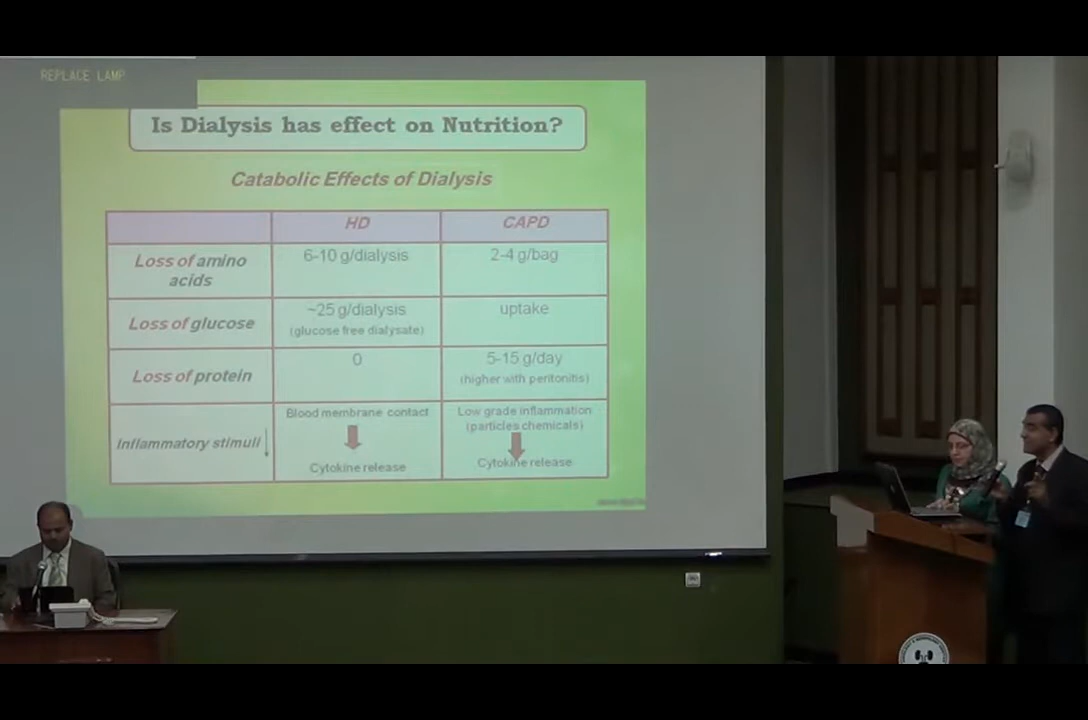 REPLACE LAMP
Is Dialysis has effect on Nutrition?
Catabolic Effects of Dialysis
HD CAPD
Loss of amino acids 6-10 g/dialysis 2-4 g/bag
Loss of glucose ~25 g/dialysis (glucose free dialysate) uptake
Loss of protein 0 5-15 g/day (higher with peritonitis)
Inflammatory stimuli Blood membrane contact Cytokine release Low grade inflammation (particles chemicals) Cytokine release